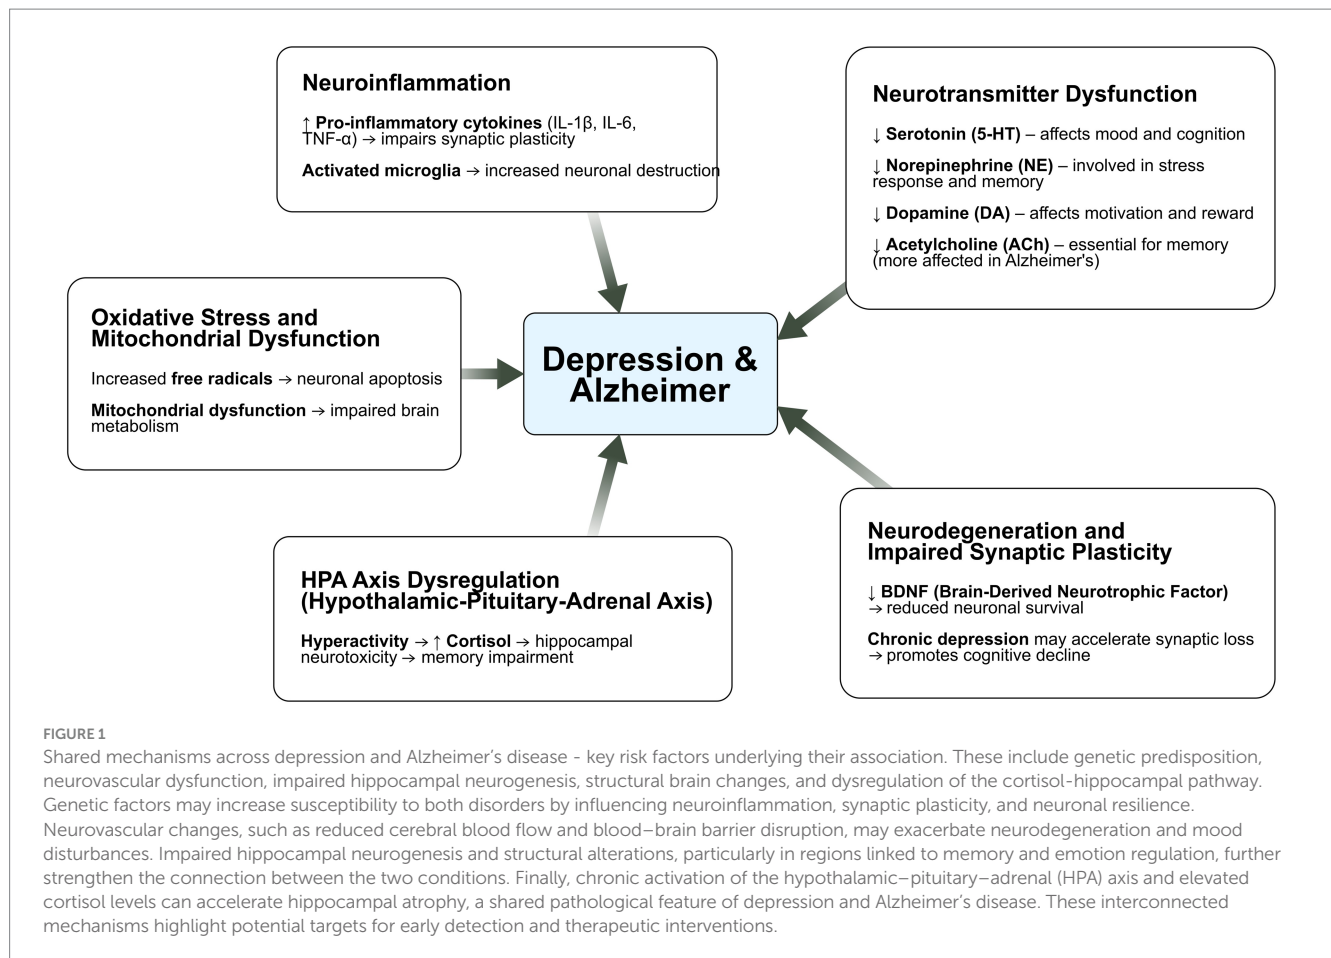 Neuroinflammation
↑ Pro-inflammatory cytokines (IL-1β, IL-6,
TNF-α) → impairs synaptic plasticity
Activated microglia → increased neuronal destruction
Neurotransmitter Dysfunction
↓ Serotonin (5-HT) – affects mood and cognition
↓ Norepinephrine (NE) – involved in stress
response and memory
↓ Dopamine (DA) – affects motivation and reward
↓ Acetylcholine (ACh) – essential for memory
(more affected in Alzheimer's)
Oxidative Stress and
Mitochondrial Dysfunction
Increased free radicals → neuronal apoptosis
Mitochondrial dysfunction → impaired brain
metabolism
Depression &
Alzheimer
HPA Axis Dysregulation
(Hypothalamic-Pituitary-Adrenal Axis)
Hyperactivity → ↑ Cortisol → hippocampal
neurotoxicity → memory impairment
Neurodegeneration and
Impaired Synaptic Plasticity
↓ BDNF (Brain-Derived Neurotrophic Factor)
→ reduced neuronal survival
Chronic depression may accelerate synaptic loss
→ promotes cognitive decline
FIGURE 1
Shared mechanisms across depression and Alzheimer’s disease - key risk factors underlying their association. These include genetic predisposition,
neurovascular dysfunction, impaired hippocampal neurogenesis, structural brain changes, and dysregulation of the cortisol-hippocampal pathway.
Genetic factors may increase susceptibility to both disorders by influencing neuroinflammation, synaptic plasticity, and neuronal resilience.
Neurovascular changes, such as reduced cerebral blood flow and blood–brain barrier disruption, may exacerbate neurodegeneration and mood
disturbances. Impaired hippocampal neurogenesis and structural alterations, particularly in regions linked to memory and emotion regulation, further
strengthen the connection between the two conditions. Finally, chronic activation of the hypothalamic–pituitary–adrenal (HPA) axis and elevated
cortisol levels can accelerate hippocampal atrophy, a shared pathological feature of depression and Alzheimer’s disease. These interconnected
mechanisms highlight potential targets for early detection and therapeutic interventions.